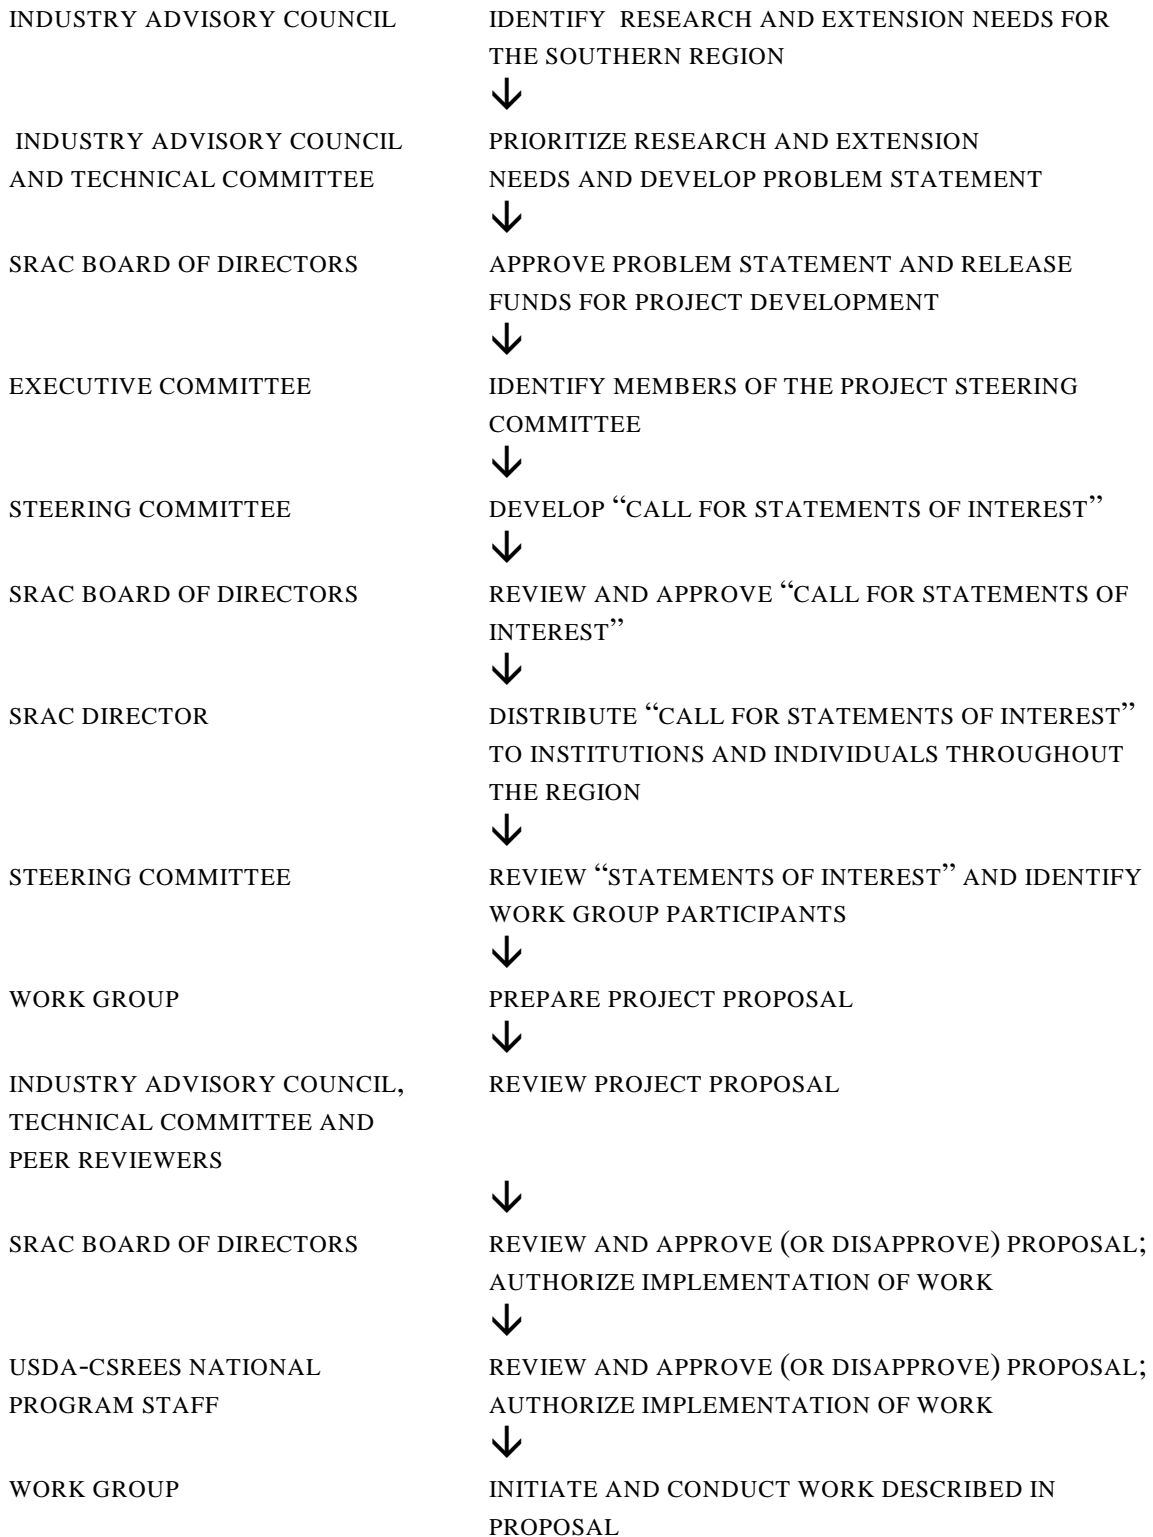 INDUSTRY ADVISORY COUNCIL
IDENTIFY RESEARCH AND EXTENSION NEEDS FOR
THE SOUTHERN REGION
↓
INDUSTRY ADVISORY COUNCIL
AND TECHNICAL COMMITTEE
PRIORITIZE RESEARCH AND EXTENSION
NEEDS AND DEVELOP PROBLEM STATEMENT
↓
SRAC BOARD OF DIRECTORS
APPROVE PROBLEM STATEMENT AND RELEASE
FUNDS FOR PROJECT DEVELOPMENT
↓
EXECUTIVE COMMITTEE
IDENTIFY MEMBERS OF THE PROJECT STEERING
COMMITTEE
↓
STEERING COMMITTEE
DEVELOP “CALL FOR STATEMENTS OF INTEREST”
↓
SRAC BOARD OF DIRECTORS
REVIEW AND APPROVE “CALL FOR STATEMENTS OF
INTEREST”
↓
SRAC DIRECTOR
DISTRIBUTE “CALL FOR STATEMENTS OF INTEREST”
TO INSTITUTIONS AND INDIVIDUALS THROUGHOUT
THE REGION
↓
STEERING COMMITTEE
REVIEW “STATEMENTS OF INTEREST” AND IDENTIFY
WORK GROUP PARTICIPANTS
↓
WORK GROUP
PREPARE PROJECT PROPOSAL
↓
INDUSTRY ADVISORY COUNCIL,
TECHNICAL COMMITTEE AND
PEER REVIEWERS
REVIEW PROJECT PROPOSAL
↓
SRAC BOARD OF DIRECTORS
REVIEW AND APPROVE (OR DISAPPROVE) PROPOSAL;
AUTHORIZE IMPLEMENTATION OF WORK
↓
USDA-CSREES NATIONAL
PROGRAM STAFF
REVIEW AND APPROVE (OR DISAPPROVE) PROPOSAL;
AUTHORIZE IMPLEMENTATION OF WORK
↓
WORK GROUP
INITIATE AND CONDUCT WORK DESCRIBED IN
PROPOSAL